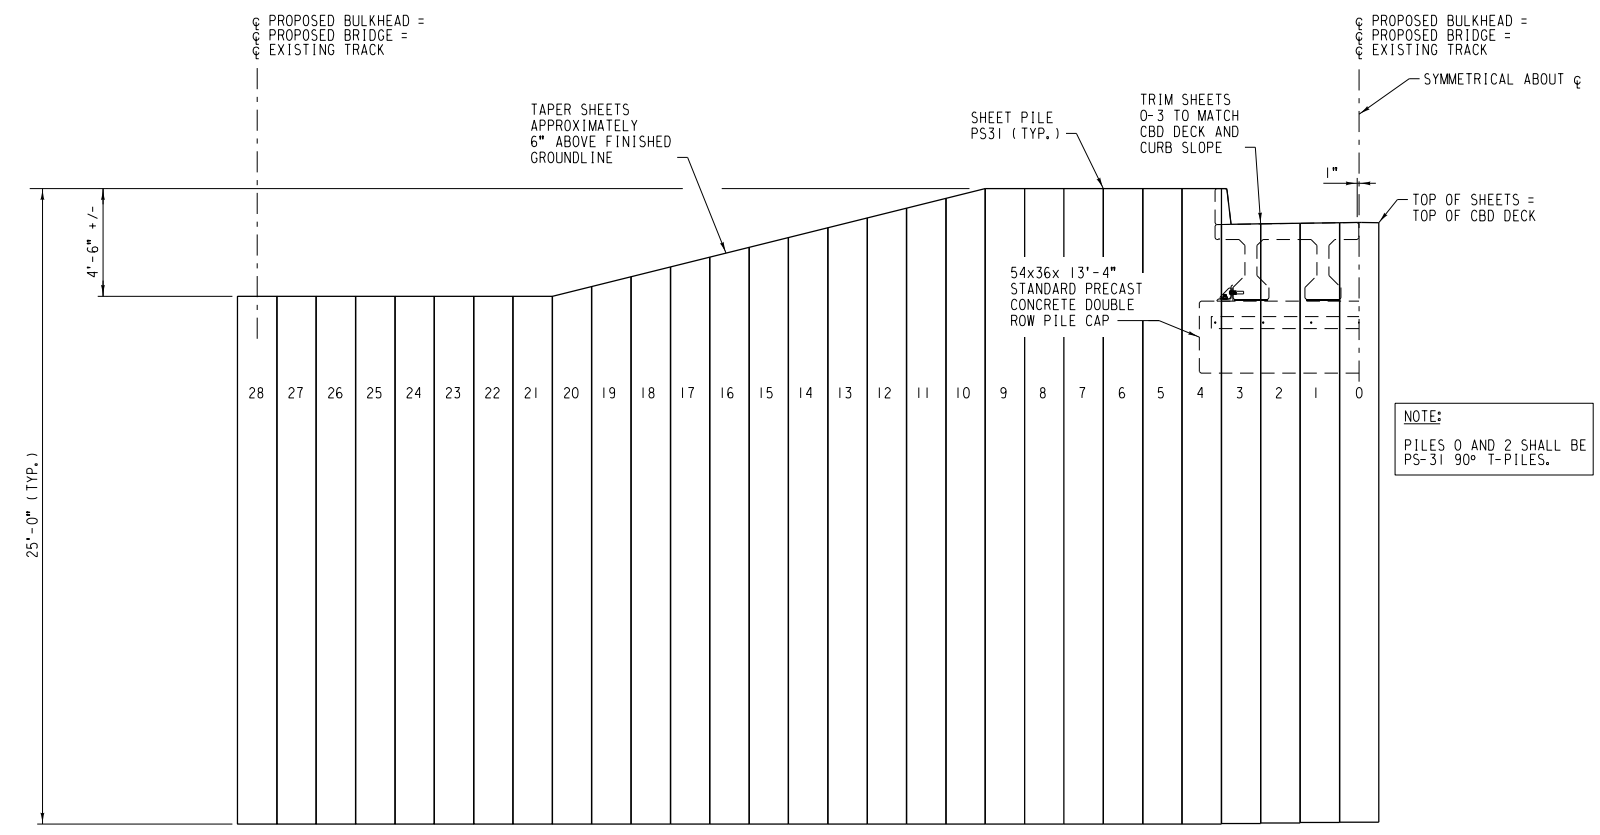 ℄ PROPOSED BULKHEAD =
℄ PROPOSED BRIDGE =
℄ EXISTING TRACK
℄ PROPOSED BULKHEAD =
℄ PROPOSED BRIDGE =
℄ EXISTING TRACK
SYMMETRICAL ABOUT ℄
TAPER SHEETS
APPROXIMATELY
6" ABOVE FINISHED
GROUNDLINE
SHEET PILE
PS31 (TYP.)
TRIM SHEETS
0-3 TO MATCH
CBD DECK AND
CURB SLOPE
1"
TOP OF SHEETS =
TOP OF CBD DECK
4'-6" +/-
54x36x 13'-4"
STANDARD PRECAST
CONCRETE DOUBLE
ROW PILE CAP
28 27 26 25 24 23 22 21 20 19 18 17 16 15 14 13 12 11 10 9 8 7 6 5 4 3 2 1 0
NOTE:
PILES 0 AND 2 SHALL BE
PS-31 90° T-PILES.
25'-0" (TYP.)